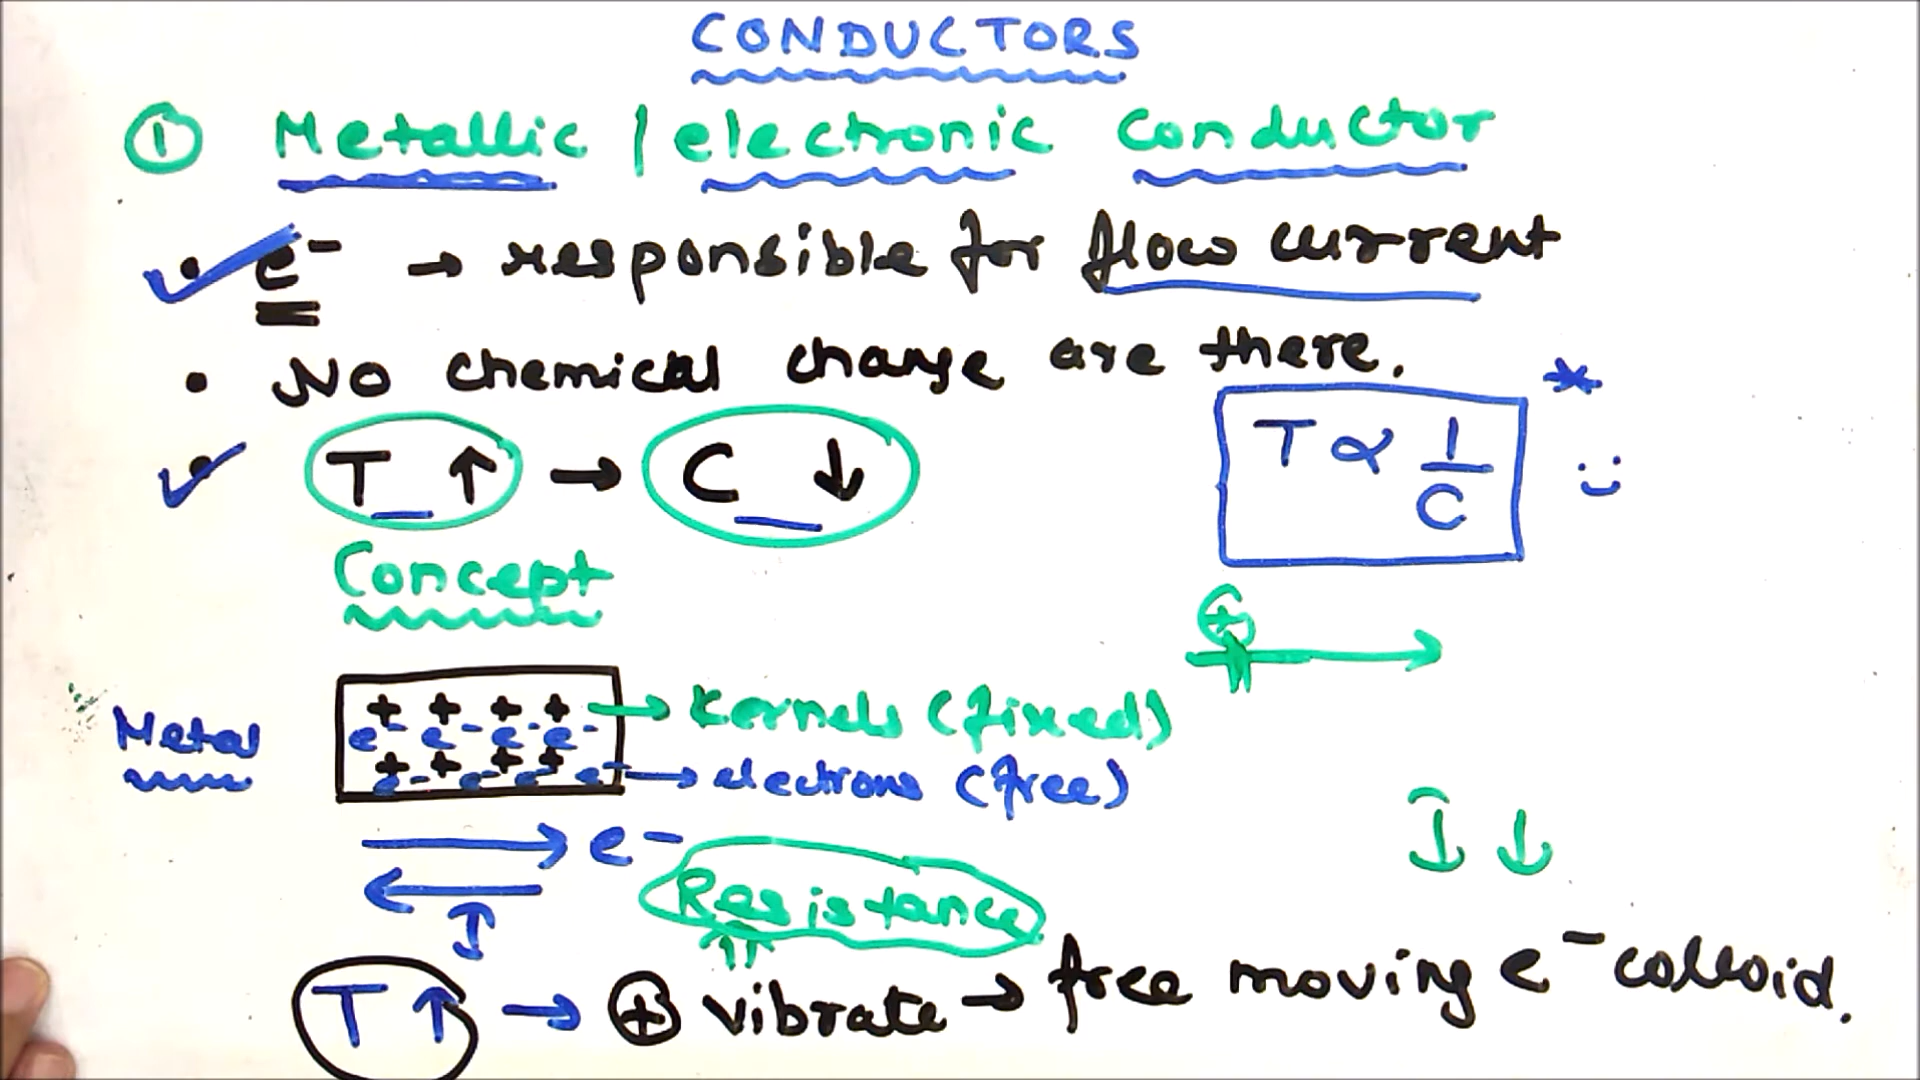 CONDUCTORS
① Metallic / electronic conductor
• e⁻ → responsible for flow current
• No chemical change are there.
• T ↑ → C ↓
T ∝ 1/C
*
Concept
Metal
+ + + + → Kernels (fixed)
e⁻ e⁻ e⁻ e⁻
+ + + +
e⁻ e⁻ e⁻ e⁻ → electrons (free)
+
→ e⁻
←
I
I ↓
Resistance
↑↑
T ↑ → ⊕ vibrate → free moving e⁻ colloid.